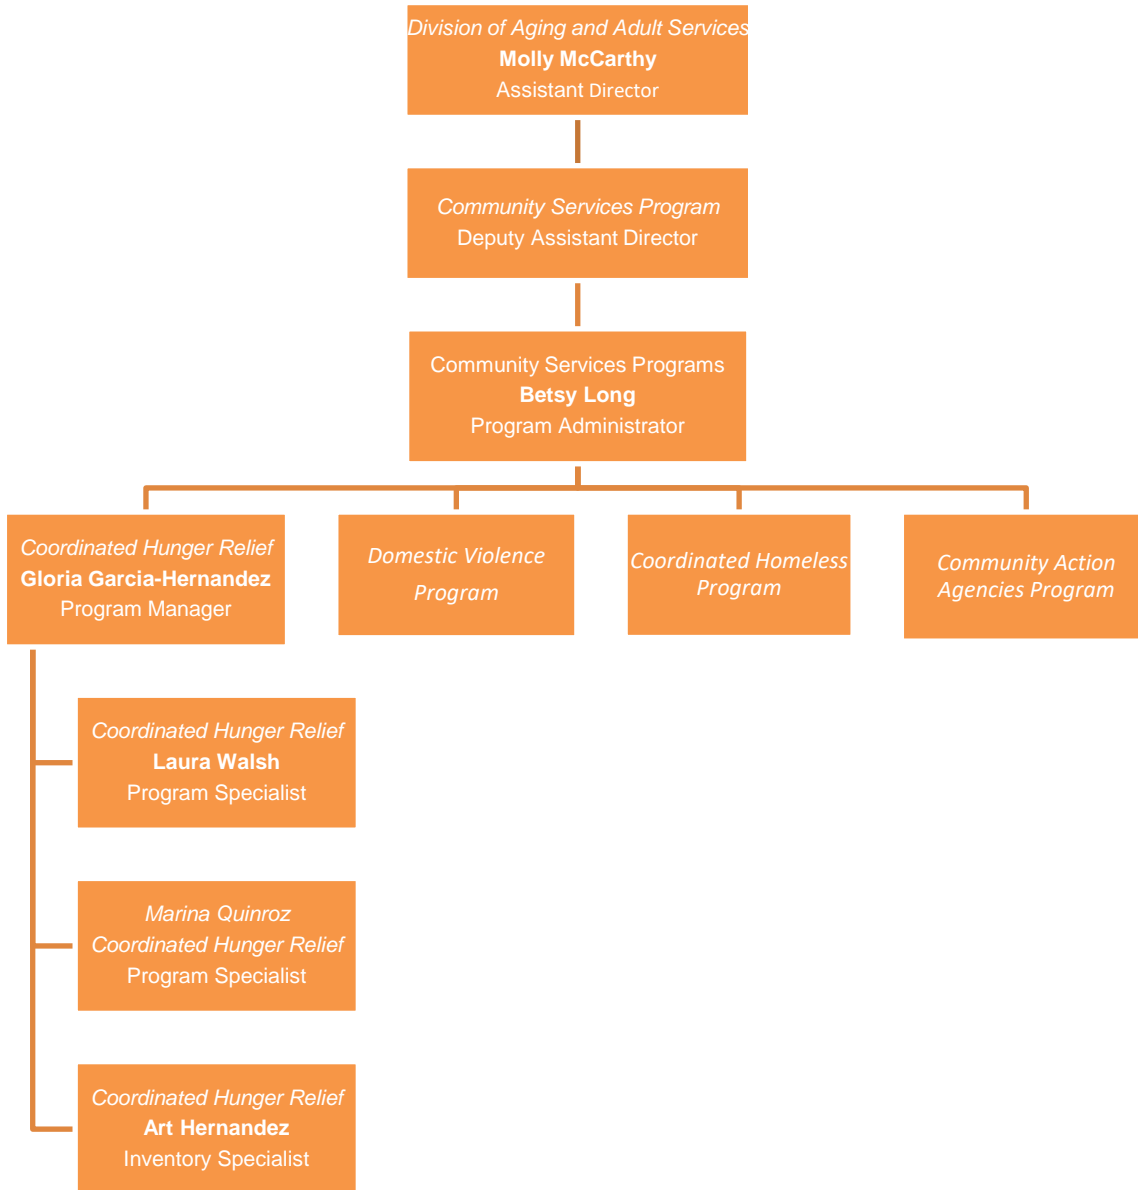 Division of Aging and Adult Services
Molly McCarthy
Assistant Director
Community Services Program
Deputy Assistant Director
Community Services Programs
Betsy Long
Program Administrator
Coordinated Hunger Relief
Gloria Garcia-Hernandez
Program Manager
Domestic Violence
Program
Coordinated Homeless
Program
Community Action
Agencies Program
Coordinated Hunger Relief
Laura Walsh
Program Specialist
Marina Quinroz
Coordinated Hunger Relief
Program Specialist
Coordinated Hunger Relief
Art Hernandez
Inventory Specialist